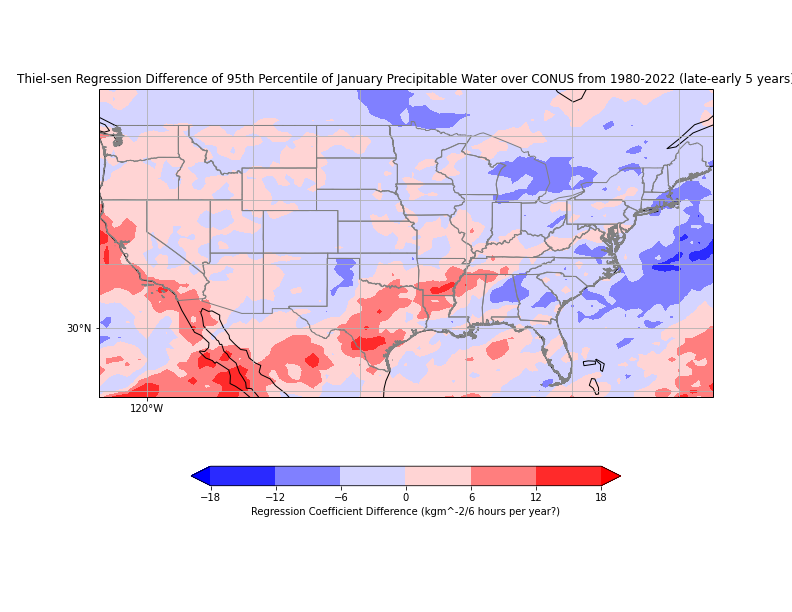 Thiel-sen Regression Difference of 95th Percentile of January Precipitable Water over CONUS from 1980-2022 (late-early 5 years)
30°N
120°W
−18 −12 −6 0 6 12 18
Regression Coefficient Difference (kgm^-2/6 hours per year?)